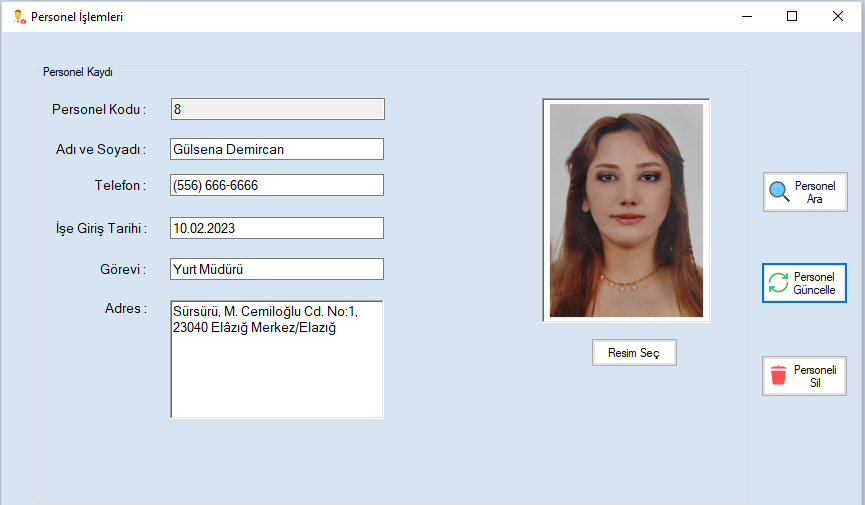 Personel İşlemleri
Personel Kaydı
Personel Kodu :
8
Adı ve Soyadı :
Gülsena Demircan
Telefon :
(556) 666-6666
İşe Giriş Tarihi :
10.02.2023
Görevi :
Yurt Müdürü
Adres :
Sürsürü, M. Cemiloğlu Cd. No:1,
23040 Elâzığ Merkez/Elazığ
Resim Seç
Personel
Ara
Personel
Güncelle
Personeli
Sil